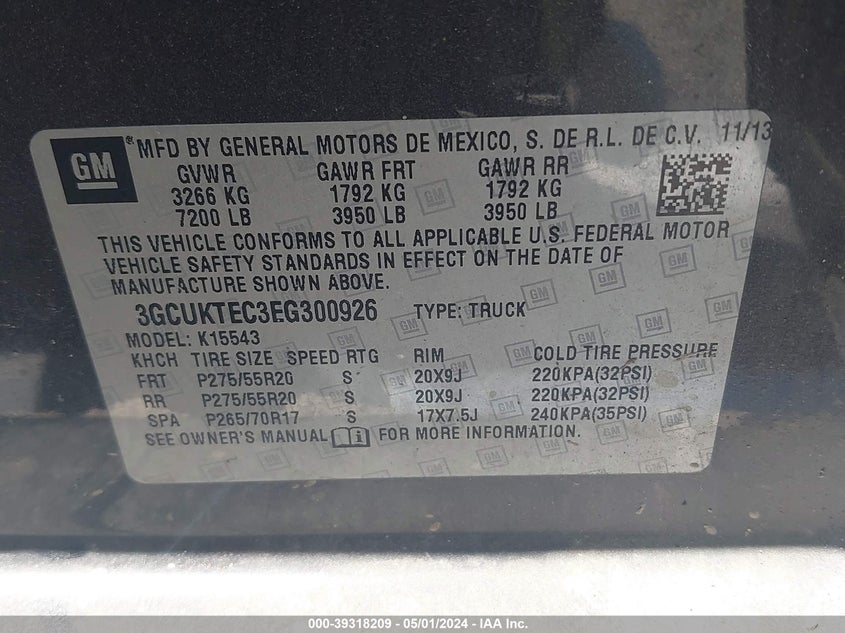 GM ® MFD BY GENERAL MOTORS DE MEXICO, S. DE R.L. DE C.V. 11/13
GVWR GAWR FRT GAWR RR
3266 KG 1792 KG 1792 KG
7200 LB 3950 LB 3950 LB
THIS VEHICLE CONFORMS TO ALL APPLICABLE U.S. FEDERAL MOTOR
VEHICLE SAFETY STANDARDS IN EFFECT ON THE DATE OF
MANUFACTURE SHOWN ABOVE.
3GCUKTEC3EG300926 TYPE: TRUCK
MODEL: K15543
KHCH TIRE SIZE SPEED RTG RIM COLD TIRE PRESSURE
FRT P275/55R20 S 20X9J 220KPA(32PSI)
RR P275/55R20 S 20X9J 220KPA(32PSI)
SPA P265/70R17 S 17X7.5J 240KPA(35PSI)
SEE OWNER'S MANUAL FOR MORE INFORMATION.
000-39318209 - 05/01/2024 - IAA Inc.